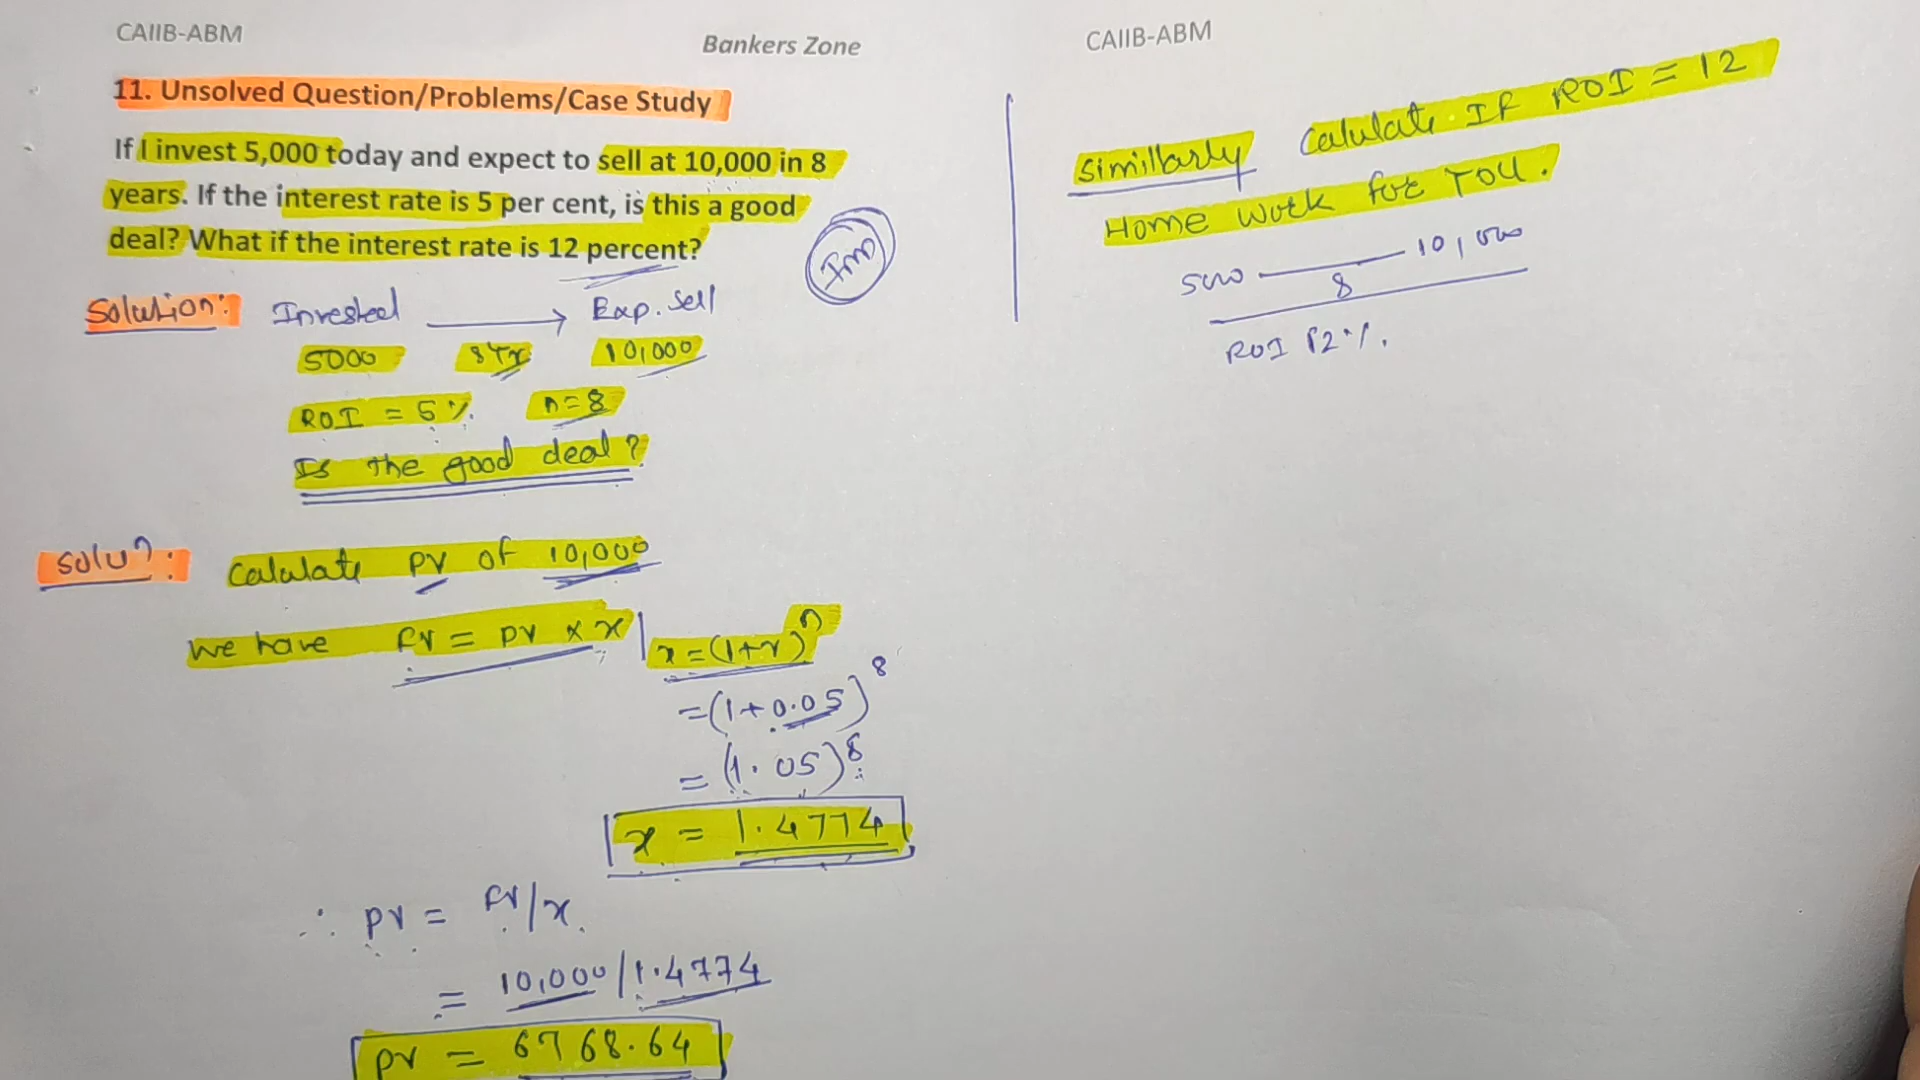 CAIIB-ABM
Bankers Zone
11. Unsolved Question/Problems/Case Study
If I invest 5,000 today and expect to sell at 10,000 in 8
years. If the interest rate is 5 per cent, is this a good
deal? What if the interest rate is 12 percent?
Imp
Solution: Invested → Exp. Sell
5000 8Yr 10,000
ROI = 5% n=8
Is the good deal?
Solu?: Calulate PV of 10,000
We have FV = PV × x | x = (1+r)^n
= (1+0.05)^8
= (1.05)^8
x = 1.4774
∴ PV = FV/x
= 10,000/1.4774
PV = 6768.64
CAIIB-ABM
Simillarly Calulate If ROI = 12
Home Work for YOU.
5000 — 10,000
8
ROI 12%.